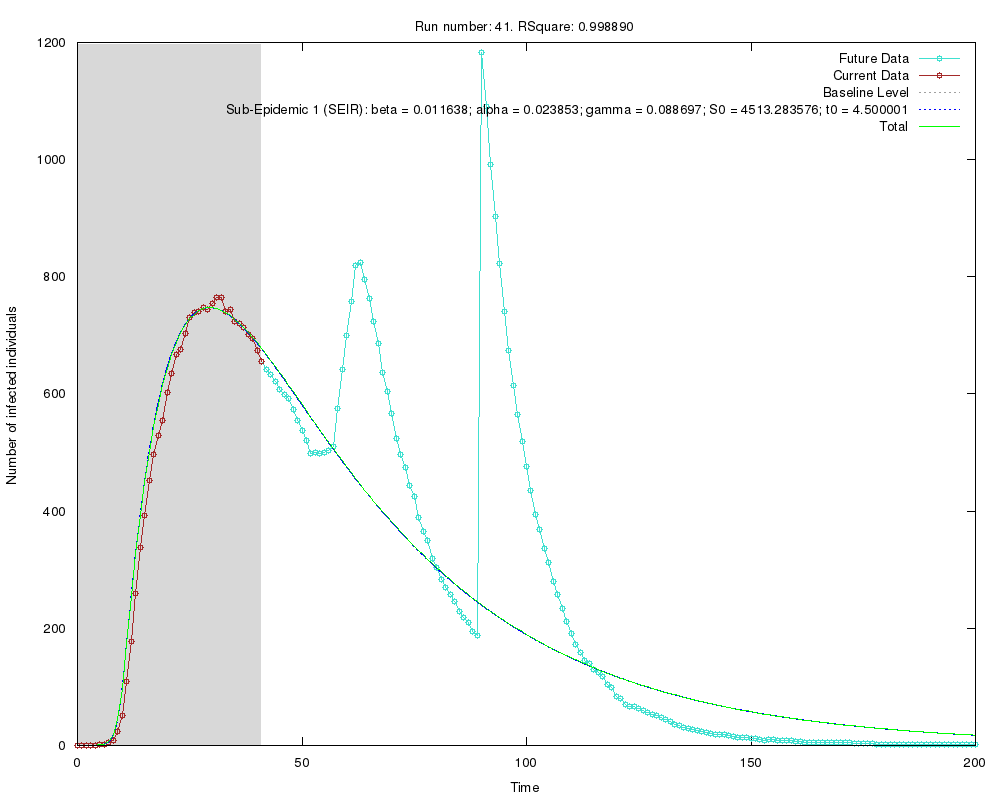 Run number: 41. RSquare: 0.998890
1200
1000
800
600
400
200
0
Number of infected individuals
Future Data
Current Data
Baseline Level
Sub-Epidemic 1 (SEIR): beta = 0.011638; alpha = 0.023853; gamma = 0.088697; S0 = 4513.283576; t0 = 4.500001
Total
0 50 100 150 200
Time